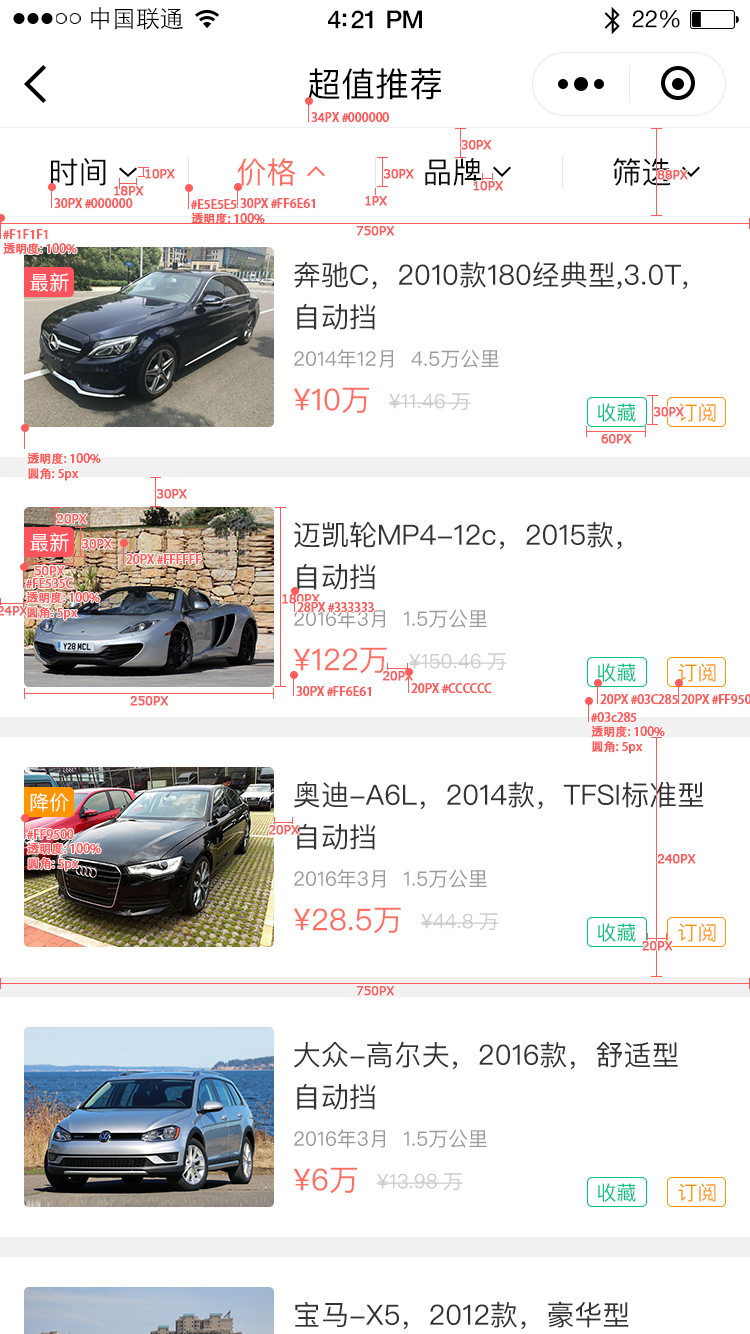 中国联通 4:21 PM 22%
超值推荐
34PX #000000
30PX
时间 价格 品牌 筛选
10PX 30PX 88PX
18PX 10PX
30PX #000000 #E5E5E5 30PX #FF6E61 1PX
透明度: 100%
750PX
#F1F1F1
透明度: 100%
最新
奔驰C，2010款180经典型,3.0T,
自动挡
2014年12月 4.5万公里
¥10万 ¥11.46 万
收藏 30PX 订阅
60PX
透明度: 100%
圆角: 5px
30PX
20PX
最新 30PX
20PX #FFFFFF
50PX
#FE535C
透明度: 100%
圆角: 5px
24PX
Y28 MCL
180PX
迈凯轮MP4-12c，2015款，
自动挡
28PX #333333
2016年3月 1.5万公里
¥122万 ¥150.46 万
20PX
30PX #FF6E61 20PX #CCCCCC
250PX
收藏 订阅
20PX #03C285 20PX #FF950
#03c285
透明度: 100%
圆角: 5px
降价
#FF9500
透明度: 100%
圆角: 5px
20PX
奥迪-A6L，2014款，TFSI标准型
自动挡
240PX
2016年3月 1.5万公里
¥28.5万 ¥44.8 万
收藏 订阅
20PX
750PX
大众-高尔夫，2016款，舒适型
自动挡
2016年3月 1.5万公里
¥6万 ¥13.98 万
收藏 订阅
宝马-X5，2012款，豪华型